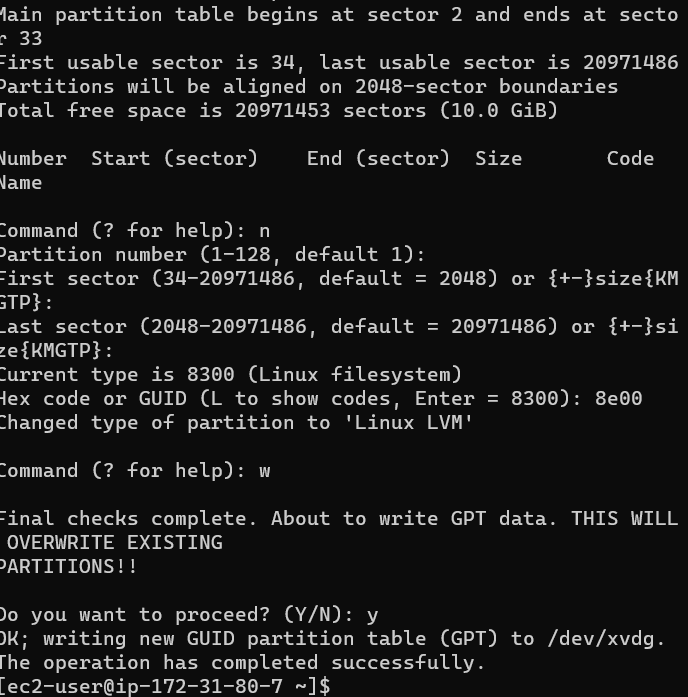 Main partition table begins at sector 2 and ends at secto
r 33
First usable sector is 34, last usable sector is 20971486
Partitions will be aligned on 2048-sector boundaries
Total free space is 20971453 sectors (10.0 GiB)
Number  Start (sector)    End (sector)  Size       Code
Name
Command (? for help): n
Partition number (1-128, default 1):
First sector (34-20971486, default = 2048) or {+-}size{KM
GTP}:
Last sector (2048-20971486, default = 20971486) or {+-}si
ze{KMGTP}:
Current type is 8300 (Linux filesystem)
Hex code or GUID (L to show codes, Enter = 8300): 8e00
Changed type of partition to 'Linux LVM'
Command (? for help): w
Final checks complete. About to write GPT data. THIS WILL
 OVERWRITE EXISTING
PARTITIONS!!
Do you want to proceed? (Y/N): y
OK; writing new GUID partition table (GPT) to /dev/xvdg.
The operation has completed successfully.
[ec2-user@ip-172-31-80-7 ~]$